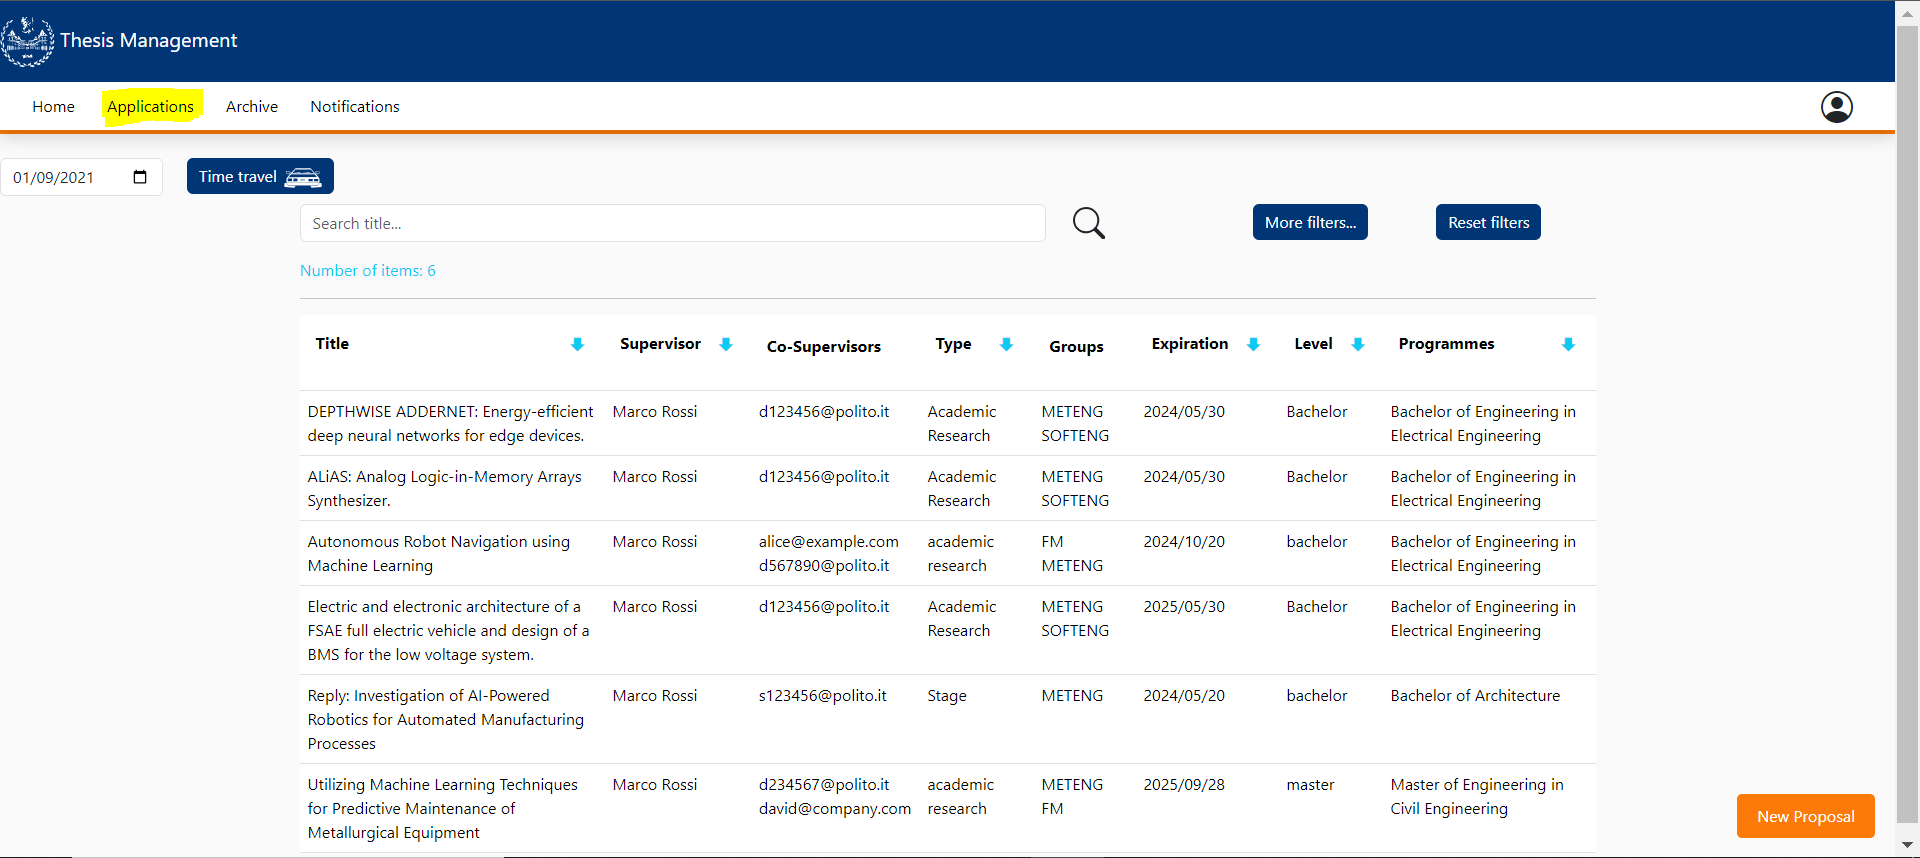 Thesis Management
Home Applications Archive Notifications
01/09/2021 Time travel
Search title... More filters... Reset filters
Number of items: 6
Title Supervisor Co-Supervisors Type Groups Expiration Level Programmes
DEPTHWISE ADDERNET: Energy-efficient Marco Rossi d123456@polito.it Academic METENG 2024/05/30 Bachelor Bachelor of Engineering in
deep neural networks for edge devices. Research SOFTENG Electrical Engineering
ALiAS: Analog Logic-in-Memory Arrays Marco Rossi d123456@polito.it Academic METENG 2024/05/30 Bachelor Bachelor of Engineering in
Synthesizer. Research SOFTENG Electrical Engineering
Autonomous Robot Navigation using Marco Rossi alice@example.com academic FM 2024/10/20 bachelor Bachelor of Engineering in
Machine Learning d567890@polito.it research METENG Electrical Engineering
Electric and electronic architecture of a Marco Rossi d123456@polito.it Academic METENG 2025/05/30 Bachelor Bachelor of Engineering in
FSAE full electric vehicle and design of a Research SOFTENG Electrical Engineering
BMS for the low voltage system.
Reply: Investigation of AI-Powered Marco Rossi s123456@polito.it Stage METENG 2024/05/20 bachelor Bachelor of Architecture
Robotics for Automated Manufacturing
Processes
Utilizing Machine Learning Techniques Marco Rossi d234567@polito.it academic METENG 2025/09/28 master Master of Engineering in
for Predictive Maintenance of david@company.com research FM Civil Engineering
Metallurgical Equipment
New Proposal